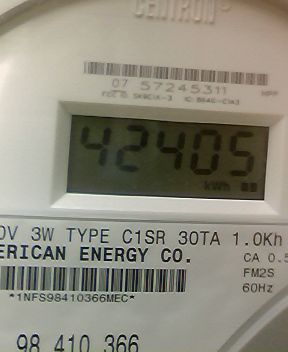 CENTRON
07 57245311
42405
kWh
0V 3W TYPE C1SR 30TA 1.0Kh
ERICAN ENERGY CO.
CA 0.5
FM2S
*1NFS98410366MEC*
60Hz
98 410 366